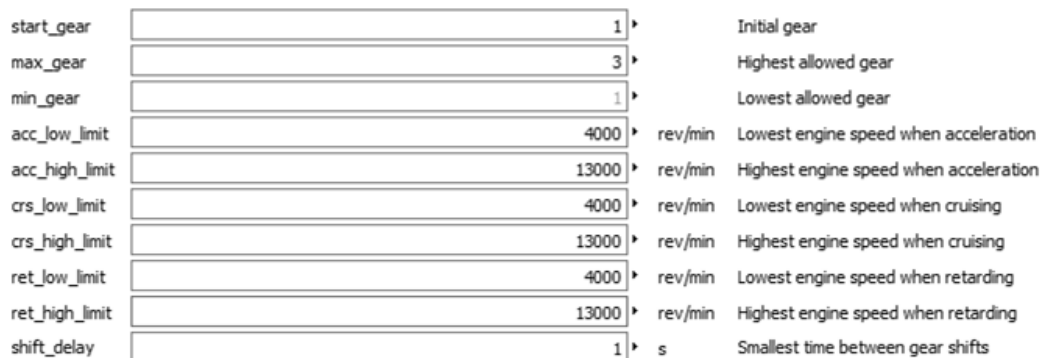 start_gear 1 Initial gear
max_gear 3 Highest allowed gear
min_gear 1 Lowest allowed gear
acc_low_limit 4000 rev/min Lowest engine speed when acceleration
acc_high_limit 13000 rev/min Highest engine speed when acceleration
crs_low_limit 4000 rev/min Lowest engine speed when cruising
crs_high_limit 13000 rev/min Highest engine speed when cruising
ret_low_limit 4000 rev/min Lowest engine speed when retarding
ret_high_limit 13000 rev/min Highest engine speed when retarding
shift_delay 1 s Smallest time between gear shifts